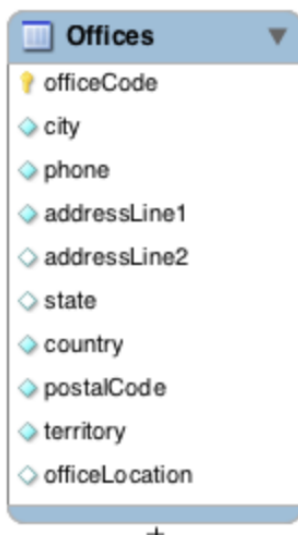 Offices
officeCode
city
phone
addressLine1
addressLine2
state
country
postalCode
territory
officeLocation